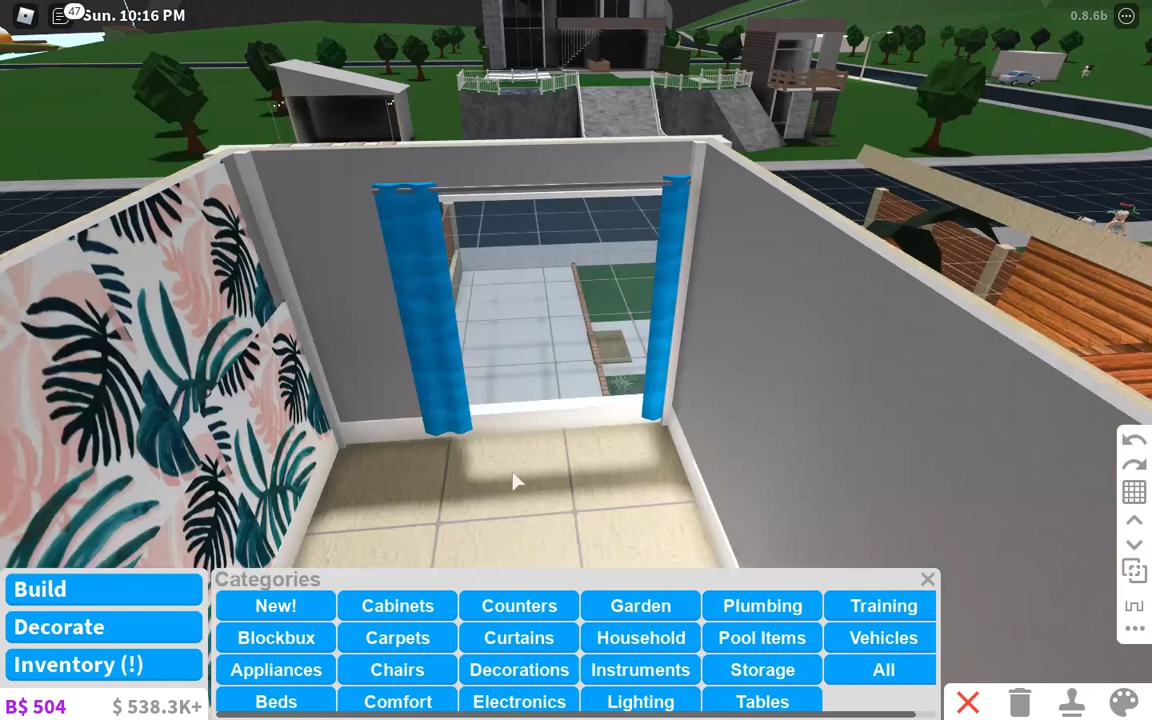 47
Sun. 10:16 PM
0.8.6b
Categories
Build
Decorate
Inventory (!)
New! Cabinets Counters Garden Plumbing Training
Blockbux Carpets Curtains Household Pool Items Vehicles
Appliances Chairs Decorations Instruments Storage All
Beds Comfort Electronics Lighting Tables
B$ 504 $ 538.3K+